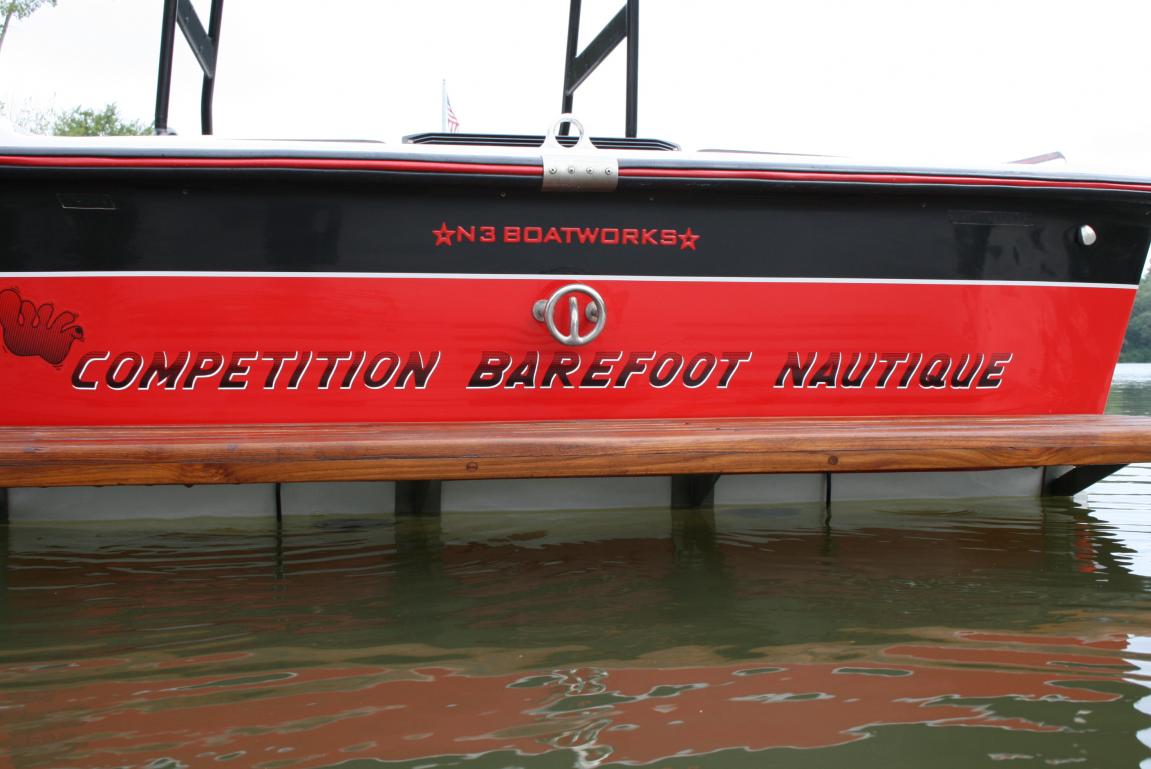 ★N3 BOATWORKS★
COMPETITION BAREFOOT NAUTIQUE